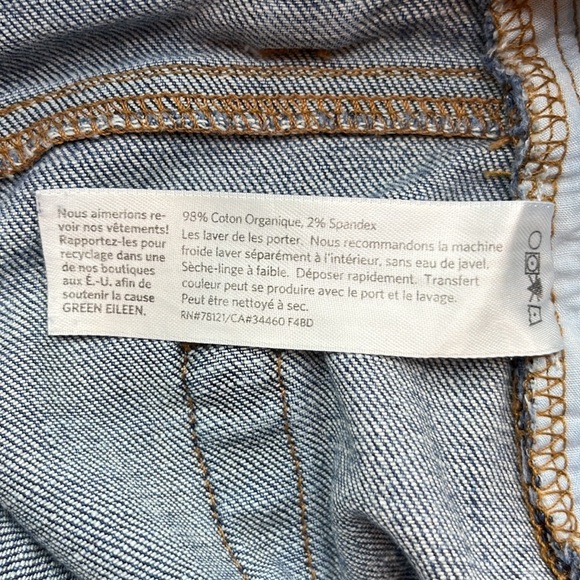 Nous aimerions re-
voir nos vêtements!
Rapportez-les pour
recyclage dans une
de nos boutiques
aux É.-U. afin de
soutenir la cause
GREEN EILEEN.
98% Coton Organique, 2% Spandex
Les laver de les porter. Nous recommandons la machine
froide laver séparément à l'intérieur, sans eau de javel.
Sèche-linge à faible. Déposer rapidement. Transfert
couleur peut se produire avec le port et le lavage.
Peut être nettoyé à sec.
RN#78121/CA#34460 F4BD